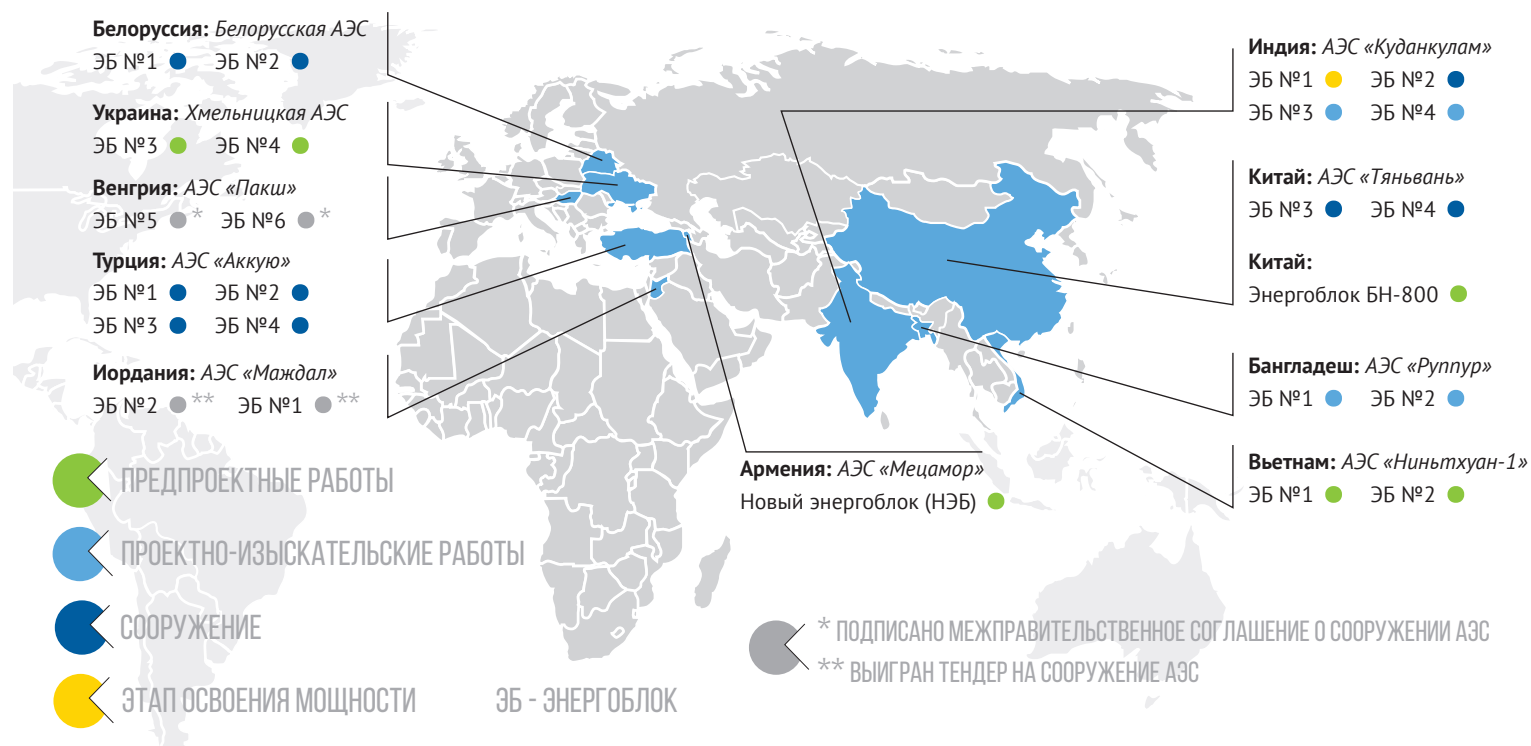 Белоруссия: Белорусская АЭС
ЭБ №1 ЭБ №2
Украина: Хмельницкая АЭС
ЭБ №3 ЭБ №4
Венгрия: АЭС «Пакш»
ЭБ №5 * ЭБ №6 *
Турция: АЭС «Аккую»
ЭБ №1 ЭБ №2
ЭБ №3 ЭБ №4
Иордания: АЭС «Маждал»
ЭБ №2 ** ЭБ №1 **
Индия: АЭС «Куданкулам»
ЭБ №1 ЭБ №2
ЭБ №3 ЭБ №4
Китай: АЭС «Тяньвань»
ЭБ №3 ЭБ №4
Китай:
Энергоблок БН-800
Бангладеш: АЭС «Руппур»
ЭБ №1 ЭБ №2
Вьетнам: АЭС «Ниньтхуан-1»
ЭБ №1 ЭБ №2
Армения: АЭС «Мецамор»
Новый энергоблок (НЭБ)
ПРЕДПРОЕКТНЫЕ РАБОТЫ
ПРОЕКТНО-ИЗЫСКАТЕЛЬСКИЕ РАБОТЫ
СООРУЖЕНИЕ
ЭТАП ОСВОЕНИЯ МОЩНОСТИ
ЭБ - ЭНЕРГОБЛОК
* ПОДПИСАНО МЕЖПРАВИТЕЛЬСТВЕННОЕ СОГЛАШЕНИЕ О СООРУЖЕНИИ АЭС
** ВЫИГРАН ТЕНДЕР НА СООРУЖЕНИЕ АЭС